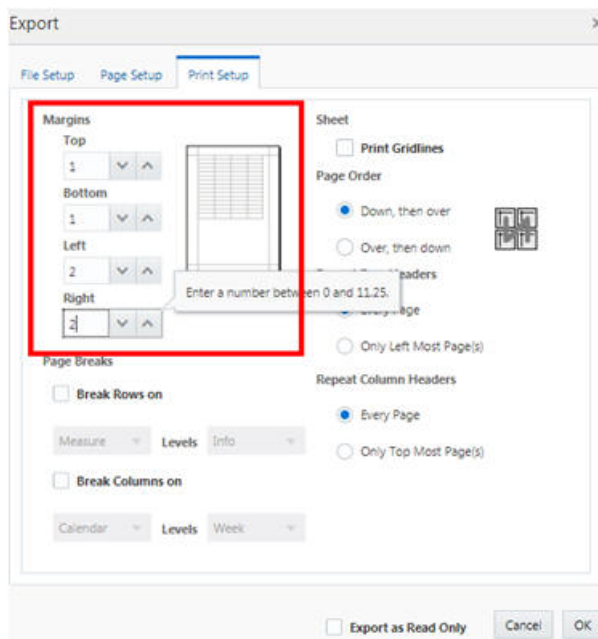 Export
File Setup
Page Setup
Print Setup
Margins
Top
1
Bottom
1
Left
2
Right
2
Enter a number between 0 and 11.25.
Page Breaks
Break Rows on
Measure
Levels
Info
Break Columns on
Calendar
Levels
Week
Sheet
Print Gridlines
Page Order
Down, then over
Over, then down
Headers
Every Page
Only Left Most Page(s)
Repeat Column Headers
Every Page
Only Top Most Page(s)
Export as Read Only
Cancel
OK